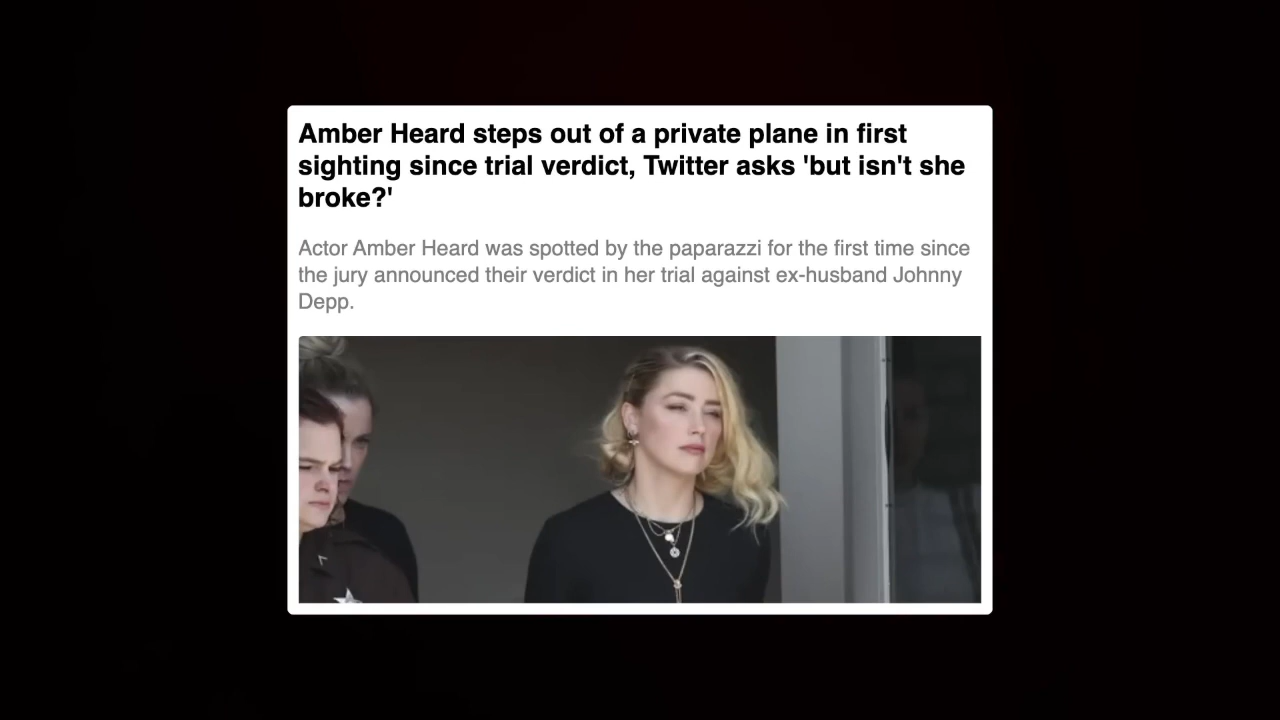 Amber Heard steps out of a private plane in first
sighting since trial verdict, Twitter asks 'but isn't she
broke?'
Actor Amber Heard was spotted by the paparazzi for the first time since
the jury announced their verdict in her trial against ex-husband Johnny
Depp.